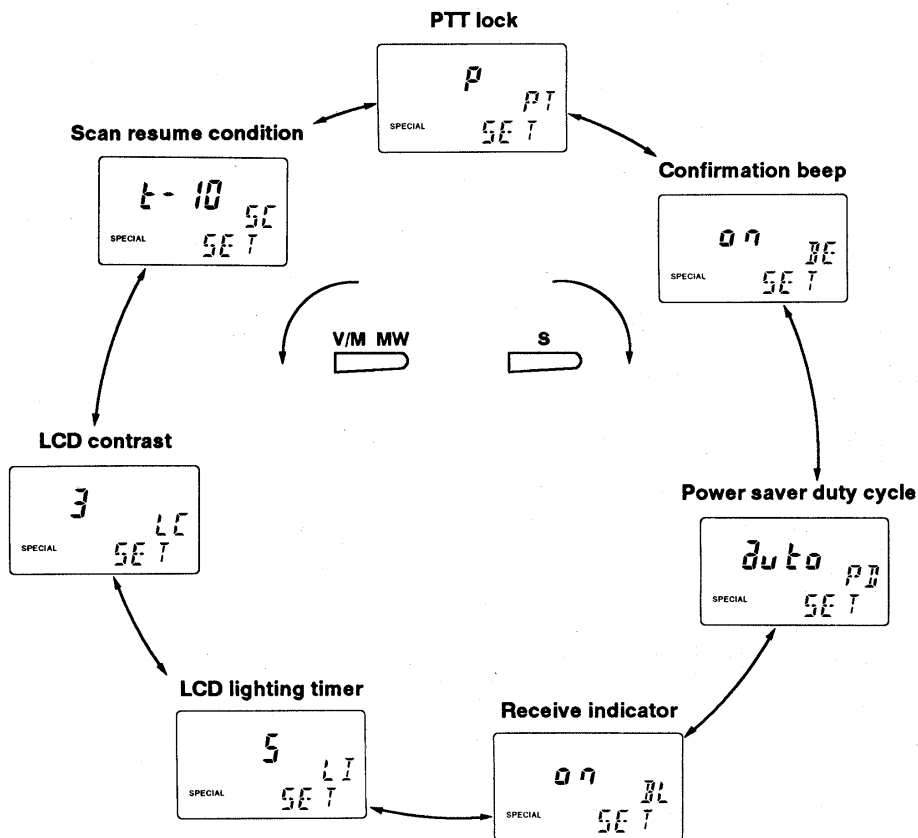 PTT lock
P
PT
SPECIAL SET
Scan resume condition
t-10
SC
SPECIAL SET
Confirmation beep
on
BE
SPECIAL SET
V/M MW
S
LCD contrast
3
LC
SPECIAL SET
Power saver duty cycle
auto
PD
SPECIAL SET
LCD lighting timer
5
LI
SPECIAL SET
Receive indicator
on
BL
SPECIAL SET